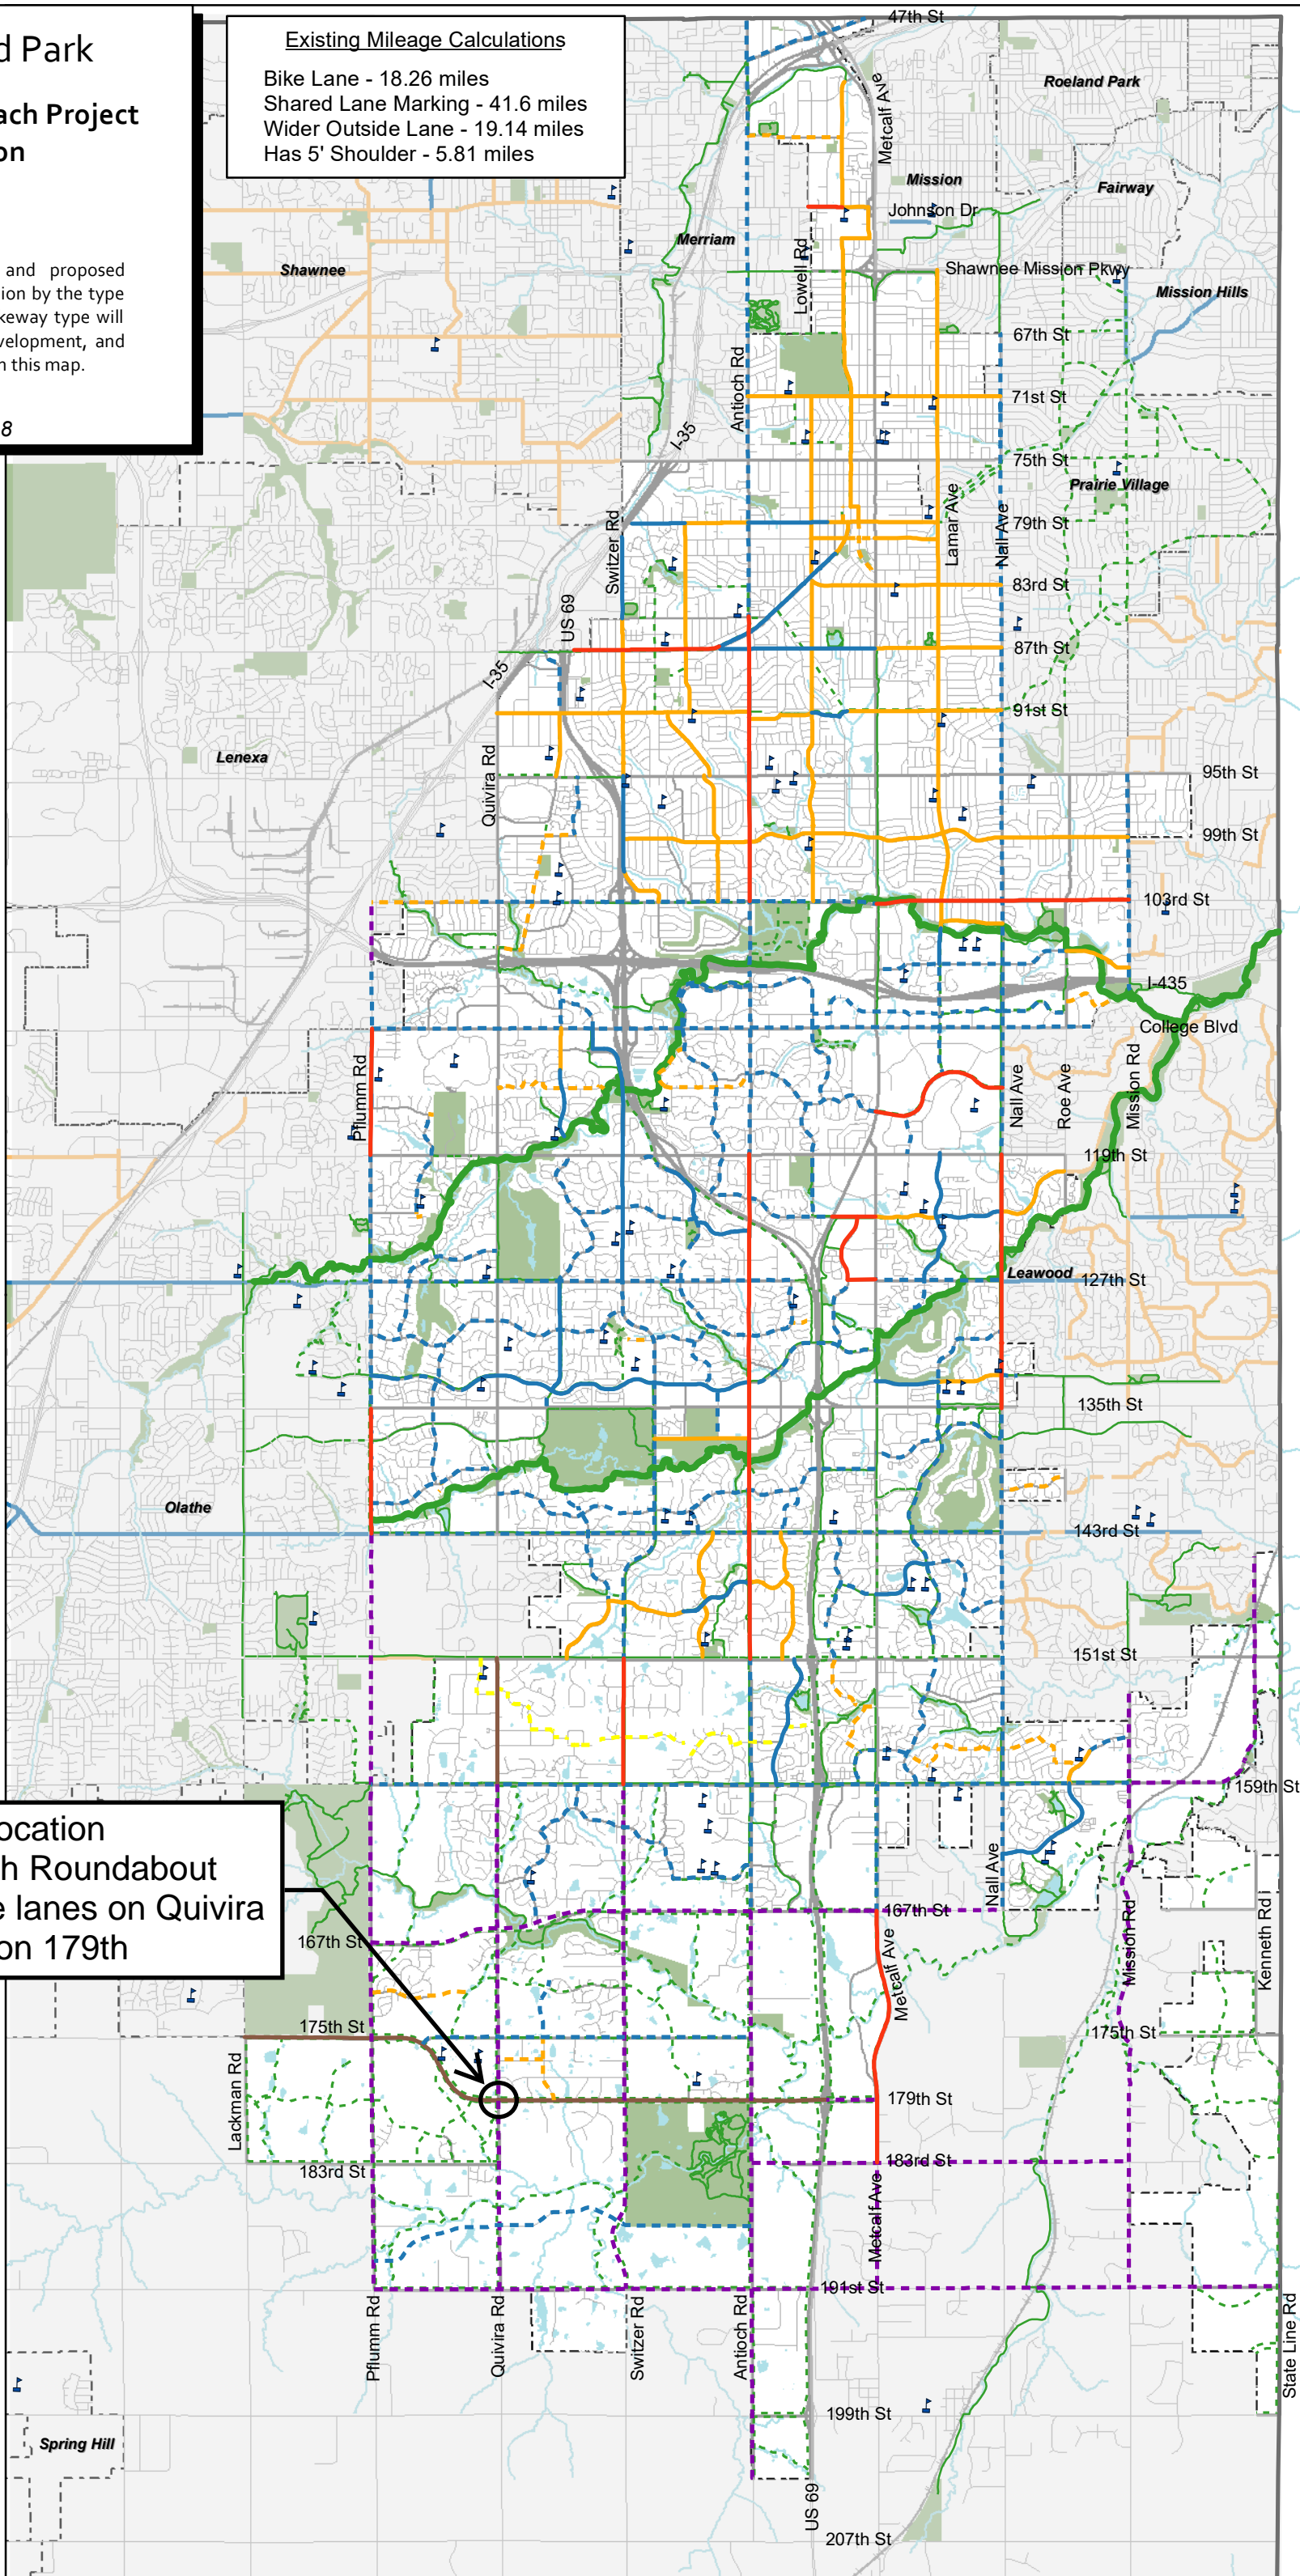 d Park
ach Project
on
and proposed
ion by the type
keway type will
velopment, and
this map.
8
Existing Mileage Calculations
Bike Lane - 18.26 miles
Shared Lane Marking - 41.6 miles
Wider Outside Lane - 19.14 miles
Has 5' Shoulder - 5.81 miles
47th St
Roeland Park
Metcalf Ave
Mission
Fairway
Johnson Dr
Merriam
Lowell Rd
Shawnee
Shawnee Mission Pkwy
Mission Hills
67th St
Antioch Rd
71st St
I-35
75th St
Prairie Village
Switzer Rd
Lamar Ave
Nall Ave
79th St
83rd St
US 69
87th St
I-35
91st St
Lenexa
Quivira Rd
95th St
99th St
103rd St
I-435
College Blvd
Pflumm Rd
Nall Ave
Roe Ave
Mission Rd
119th St
Leawood
127th St
135th St
Olathe
143rd St
151st St
159th St
ocation
h Roundabout
e lanes on Quivira
on 179th
Nall Ave
167th St
167th St
Metcalf Ave
Mission Rd
Kenneth Rd
175th St
175th St
Lackman Rd
179th St
183rd St
183rd St
Metcalf Ave
191st St
Pflumm Rd
Quivira Rd
Switzer Rd
Antioch Rd
State Line Rd
199th St
Spring Hill
US 69
207th St